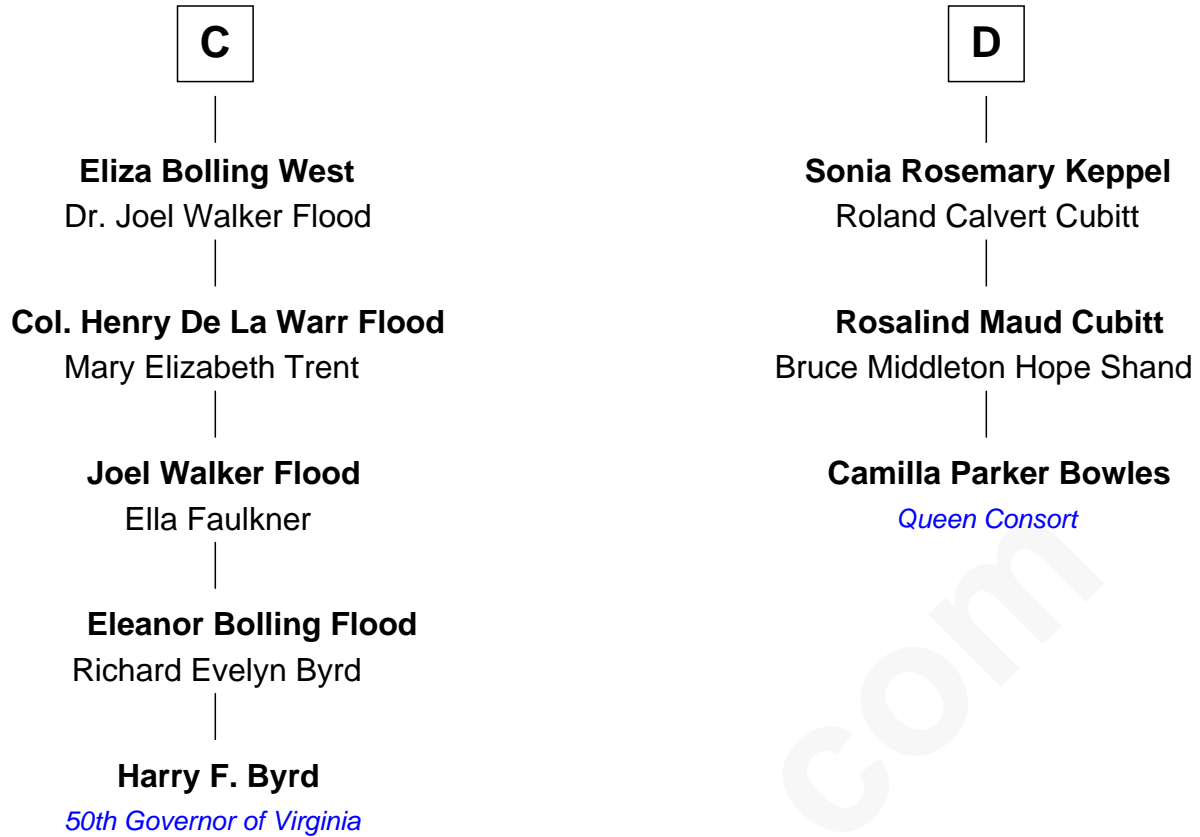 C
Eliza Bolling West
Dr. Joel Walker Flood
Col. Henry De La Warr Flood
Mary Elizabeth Trent
Joel Walker Flood
Ella Faulkner
Eleanor Bolling Flood
Richard Evelyn Byrd
Harry F. Byrd
50th Governor of Virginia
D
Sonia Rosemary Keppel
Roland Calvert Cubitt
Rosalind Maud Cubitt
Bruce Middleton Hope Shand
Camilla Parker Bowles
Queen Consort
com